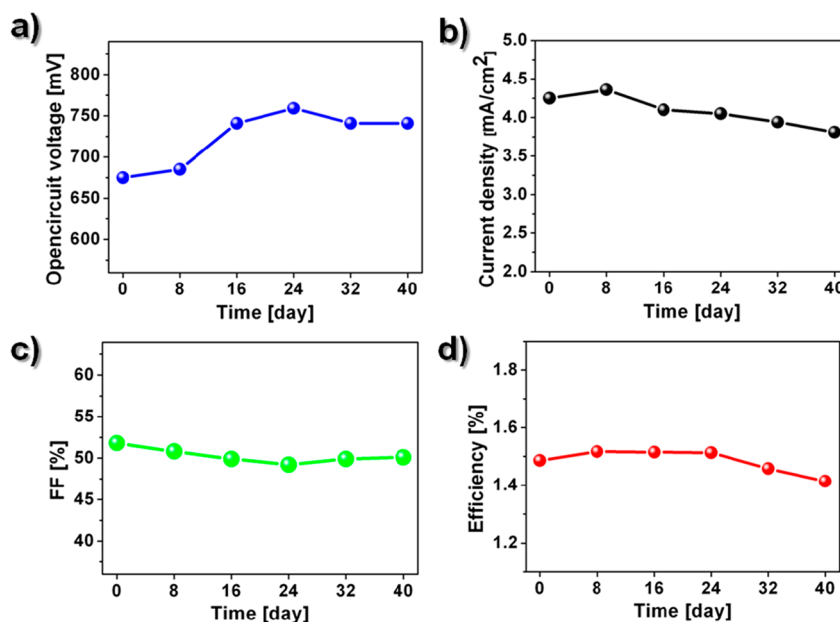 a)
Opencircuit voltage [mV]
800
750
700
650
600
0 8 16 24 32 40
Time [day]
b)
Current density [mA/cm²]
5.0
4.5
4.0
3.5
3.0
2.5
2.0
0 8 16 24 32 40
Time [day]
c)
FF [%]
60
55
50
45
40
0 8 16 24 32 40
Time [day]
d)
Efficiency [%]
1.8
1.6
1.4
1.2
0 8 16 24 32 40
Time [day]